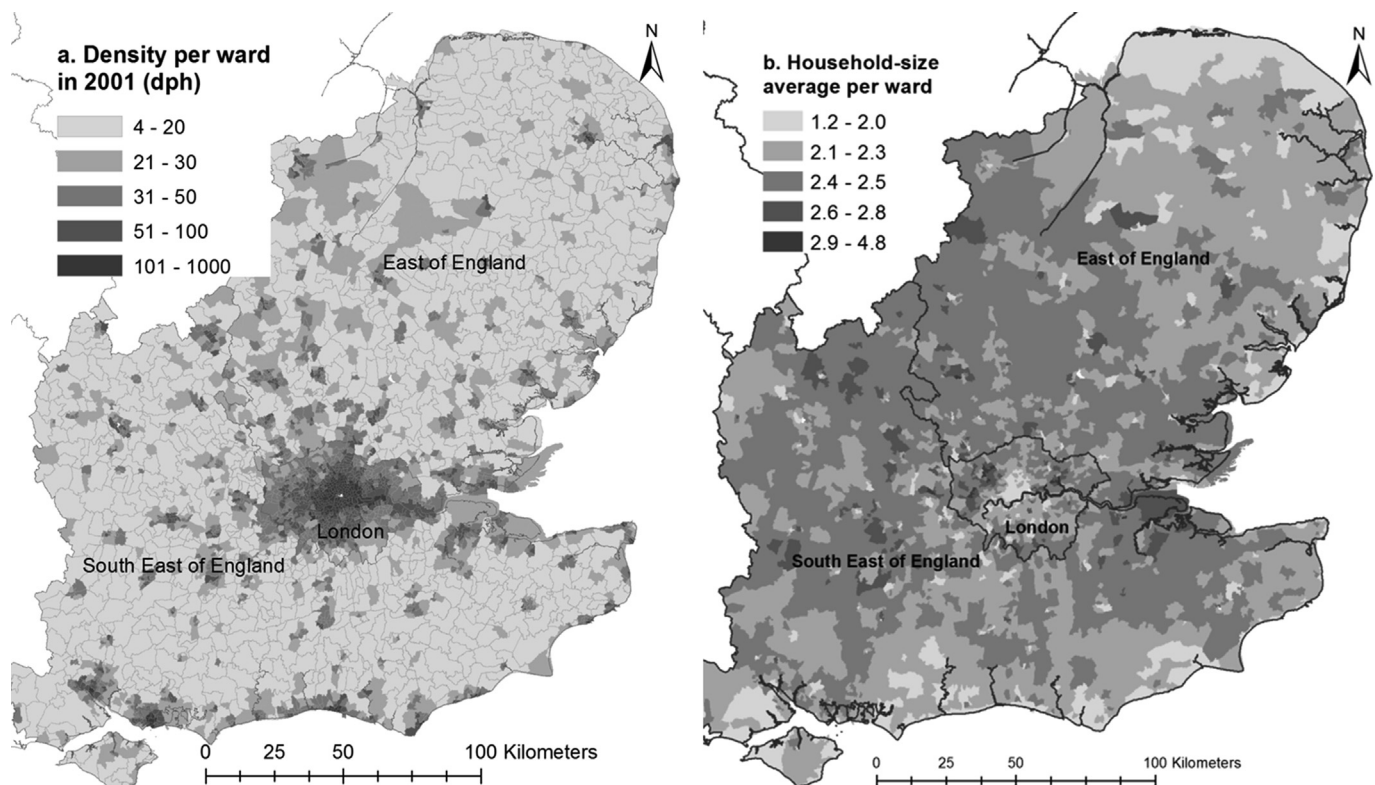 a. Density per ward
in 2001 (dph)
4 - 20
21 - 30
31 - 50
51 - 100
101 - 1000
N
East of England
London
South East of England
0 25 50 100 Kilometers
b. Household-size
average per ward
1.2 - 2.0
2.1 - 2.3
2.4 - 2.5
2.6 - 2.8
2.9 - 4.8
N
East of England
London
South East of England
0 25 50 100 Kilometers